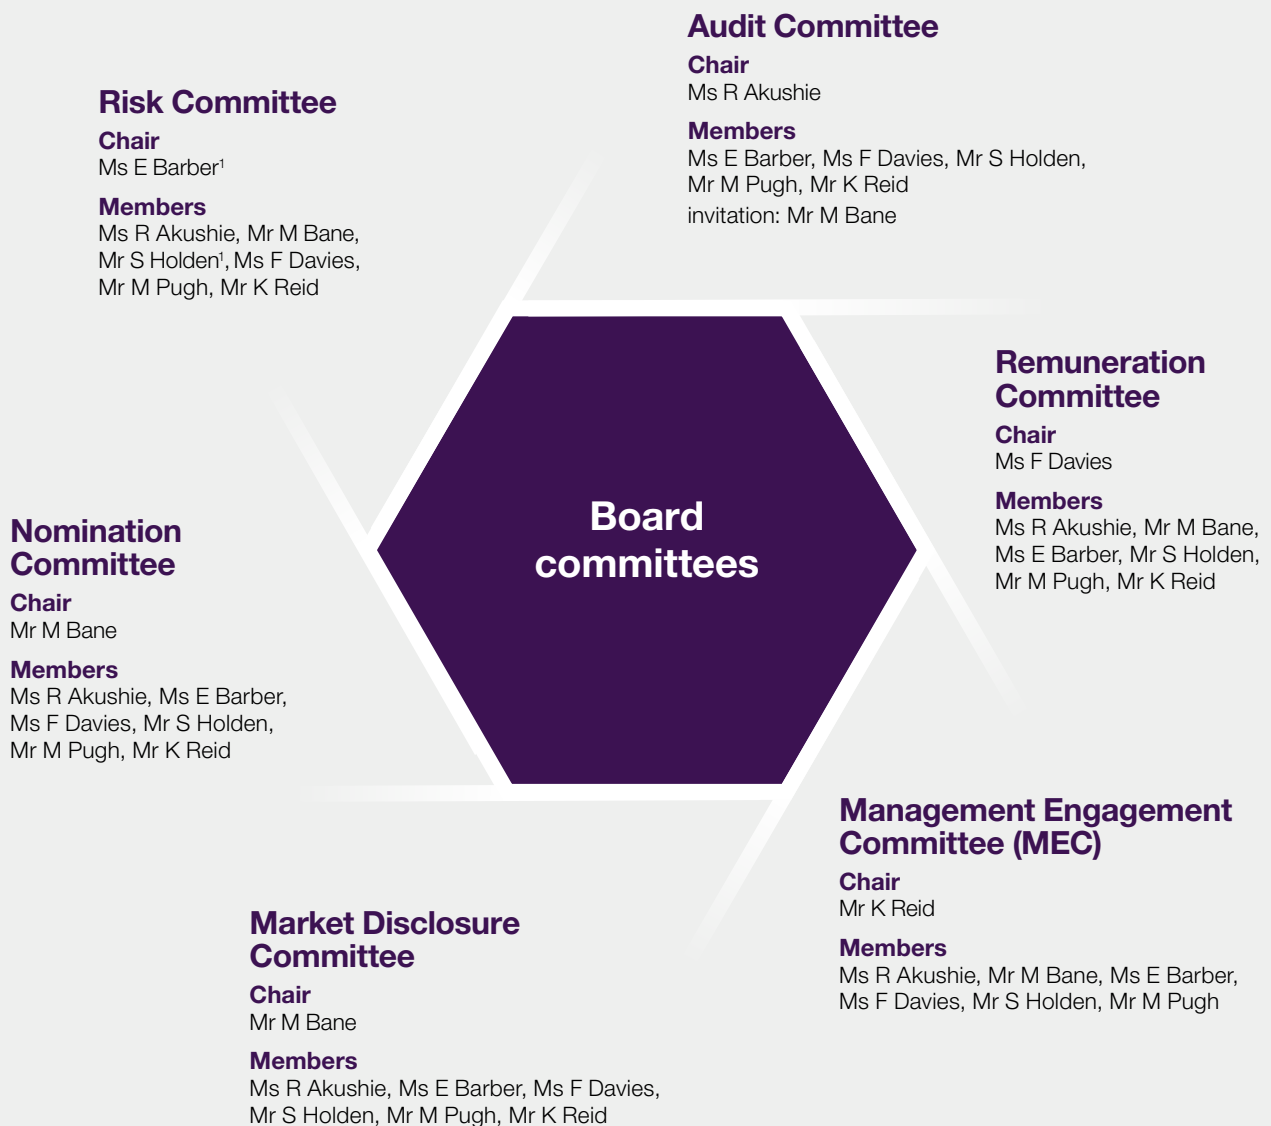 Audit Committee
Chair
Ms R Akushie
Members
Ms E Barber, Ms F Davies, Mr S Holden,
Mr M Pugh, Mr K Reid
invitation: Mr M Bane
Risk Committee
Chair
Ms E Barber¹
Members
Ms R Akushie, Mr M Bane,
Mr S Holden¹, Ms F Davies,
Mr M Pugh, Mr K Reid
Remuneration
Committee
Chair
Ms F Davies
Members
Ms R Akushie, Mr M Bane,
Ms E Barber, Mr S Holden,
Mr M Pugh, Mr K Reid
Board
committees
Nomination
Committee
Chair
Mr M Bane
Members
Ms R Akushie, Ms E Barber,
Ms F Davies, Mr S Holden,
Mr M Pugh, Mr K Reid
Management Engagement
Committee (MEC)
Chair
Mr K Reid
Members
Ms R Akushie, Mr M Bane, Ms E Barber,
Ms F Davies, Mr S Holden, Mr M Pugh
Market Disclosure
Committee
Chair
Mr M Bane
Members
Ms R Akushie, Ms E Barber, Ms F Davies,
Mr S Holden, Mr M Pugh, Mr K Reid